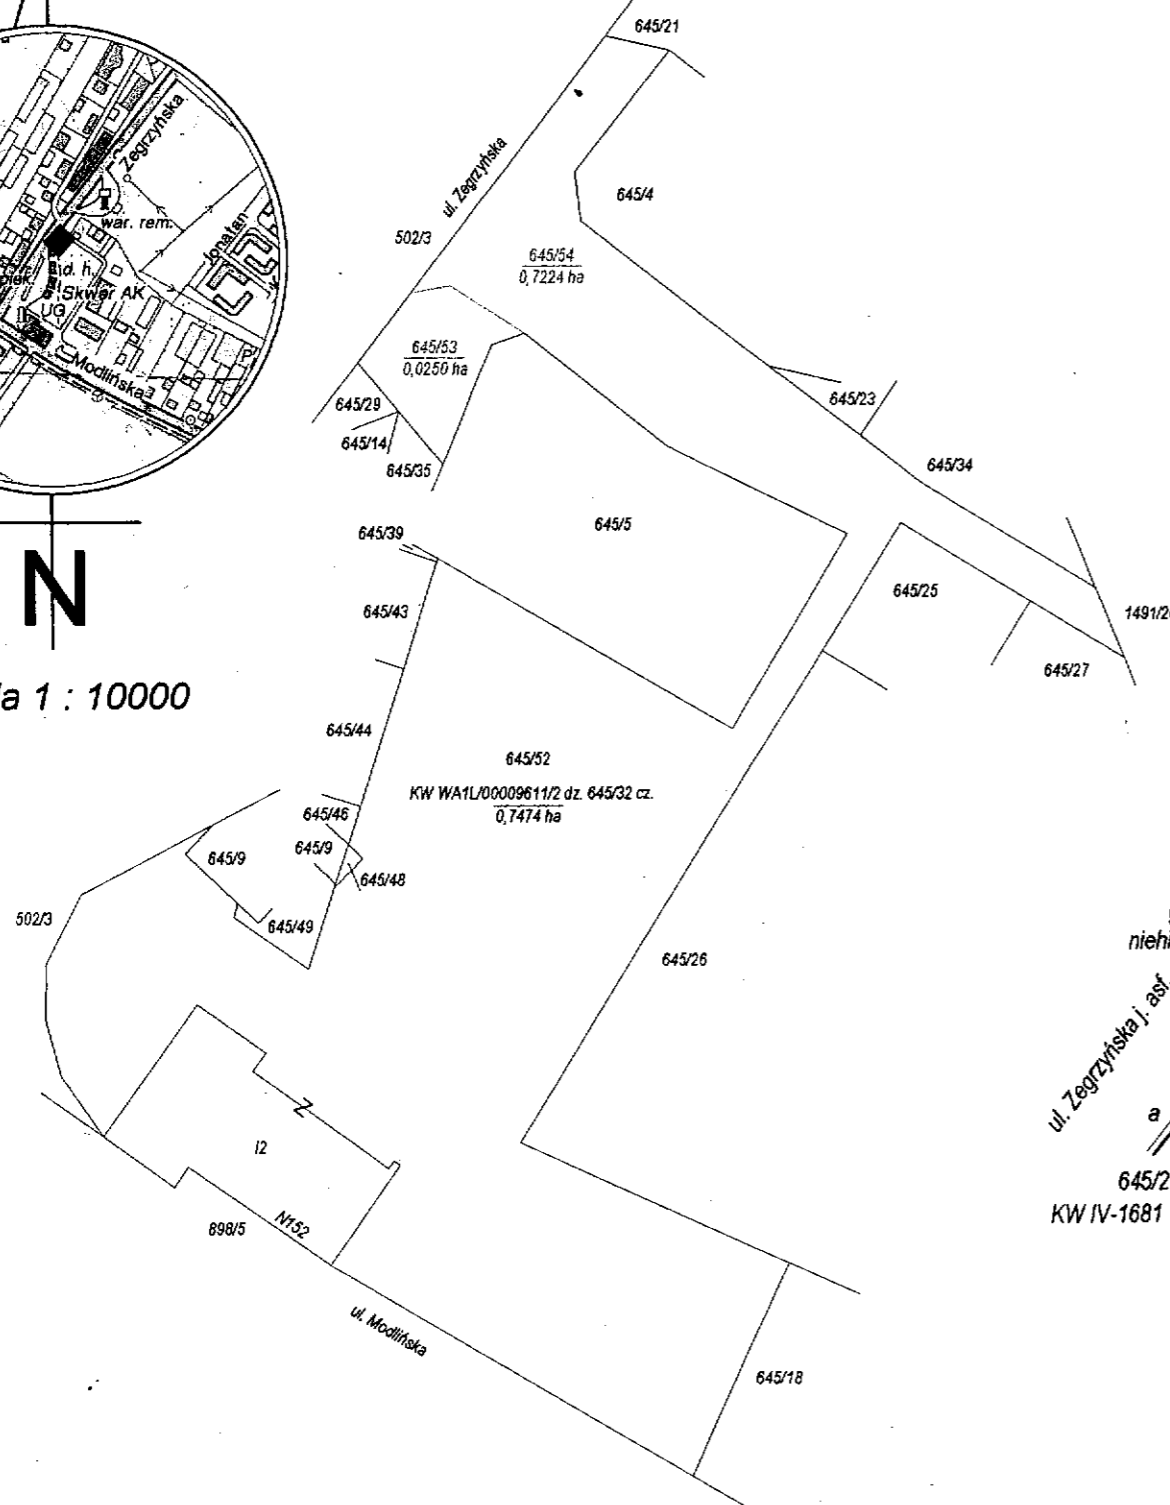 Zegrzyńska
war. rem.
Jonatan
d. h.
Skwer AK
UG
Modlińska
P
N
1 : 10000
645/21
ul. Zegrzyńska
645/4
502/3
645/54
0,7224 ha
645/53
0,0250 ha
645/29
645/14
645/35
645/23
645/34
645/39
645/5
645/25
645/43
1491/2
645/27
645/44
645/52
KW WA1L/00009611/2 dz. 645/32 cz.
0,7474 ha
645/46
645/9
645/9
645/48
502/3
645/49
645/26
niehi
ul. Zegrzyńska j. asf.
Z
a
I2
645/2
KW IV-1681
898/5
N152
ul. Modlińska
645/18